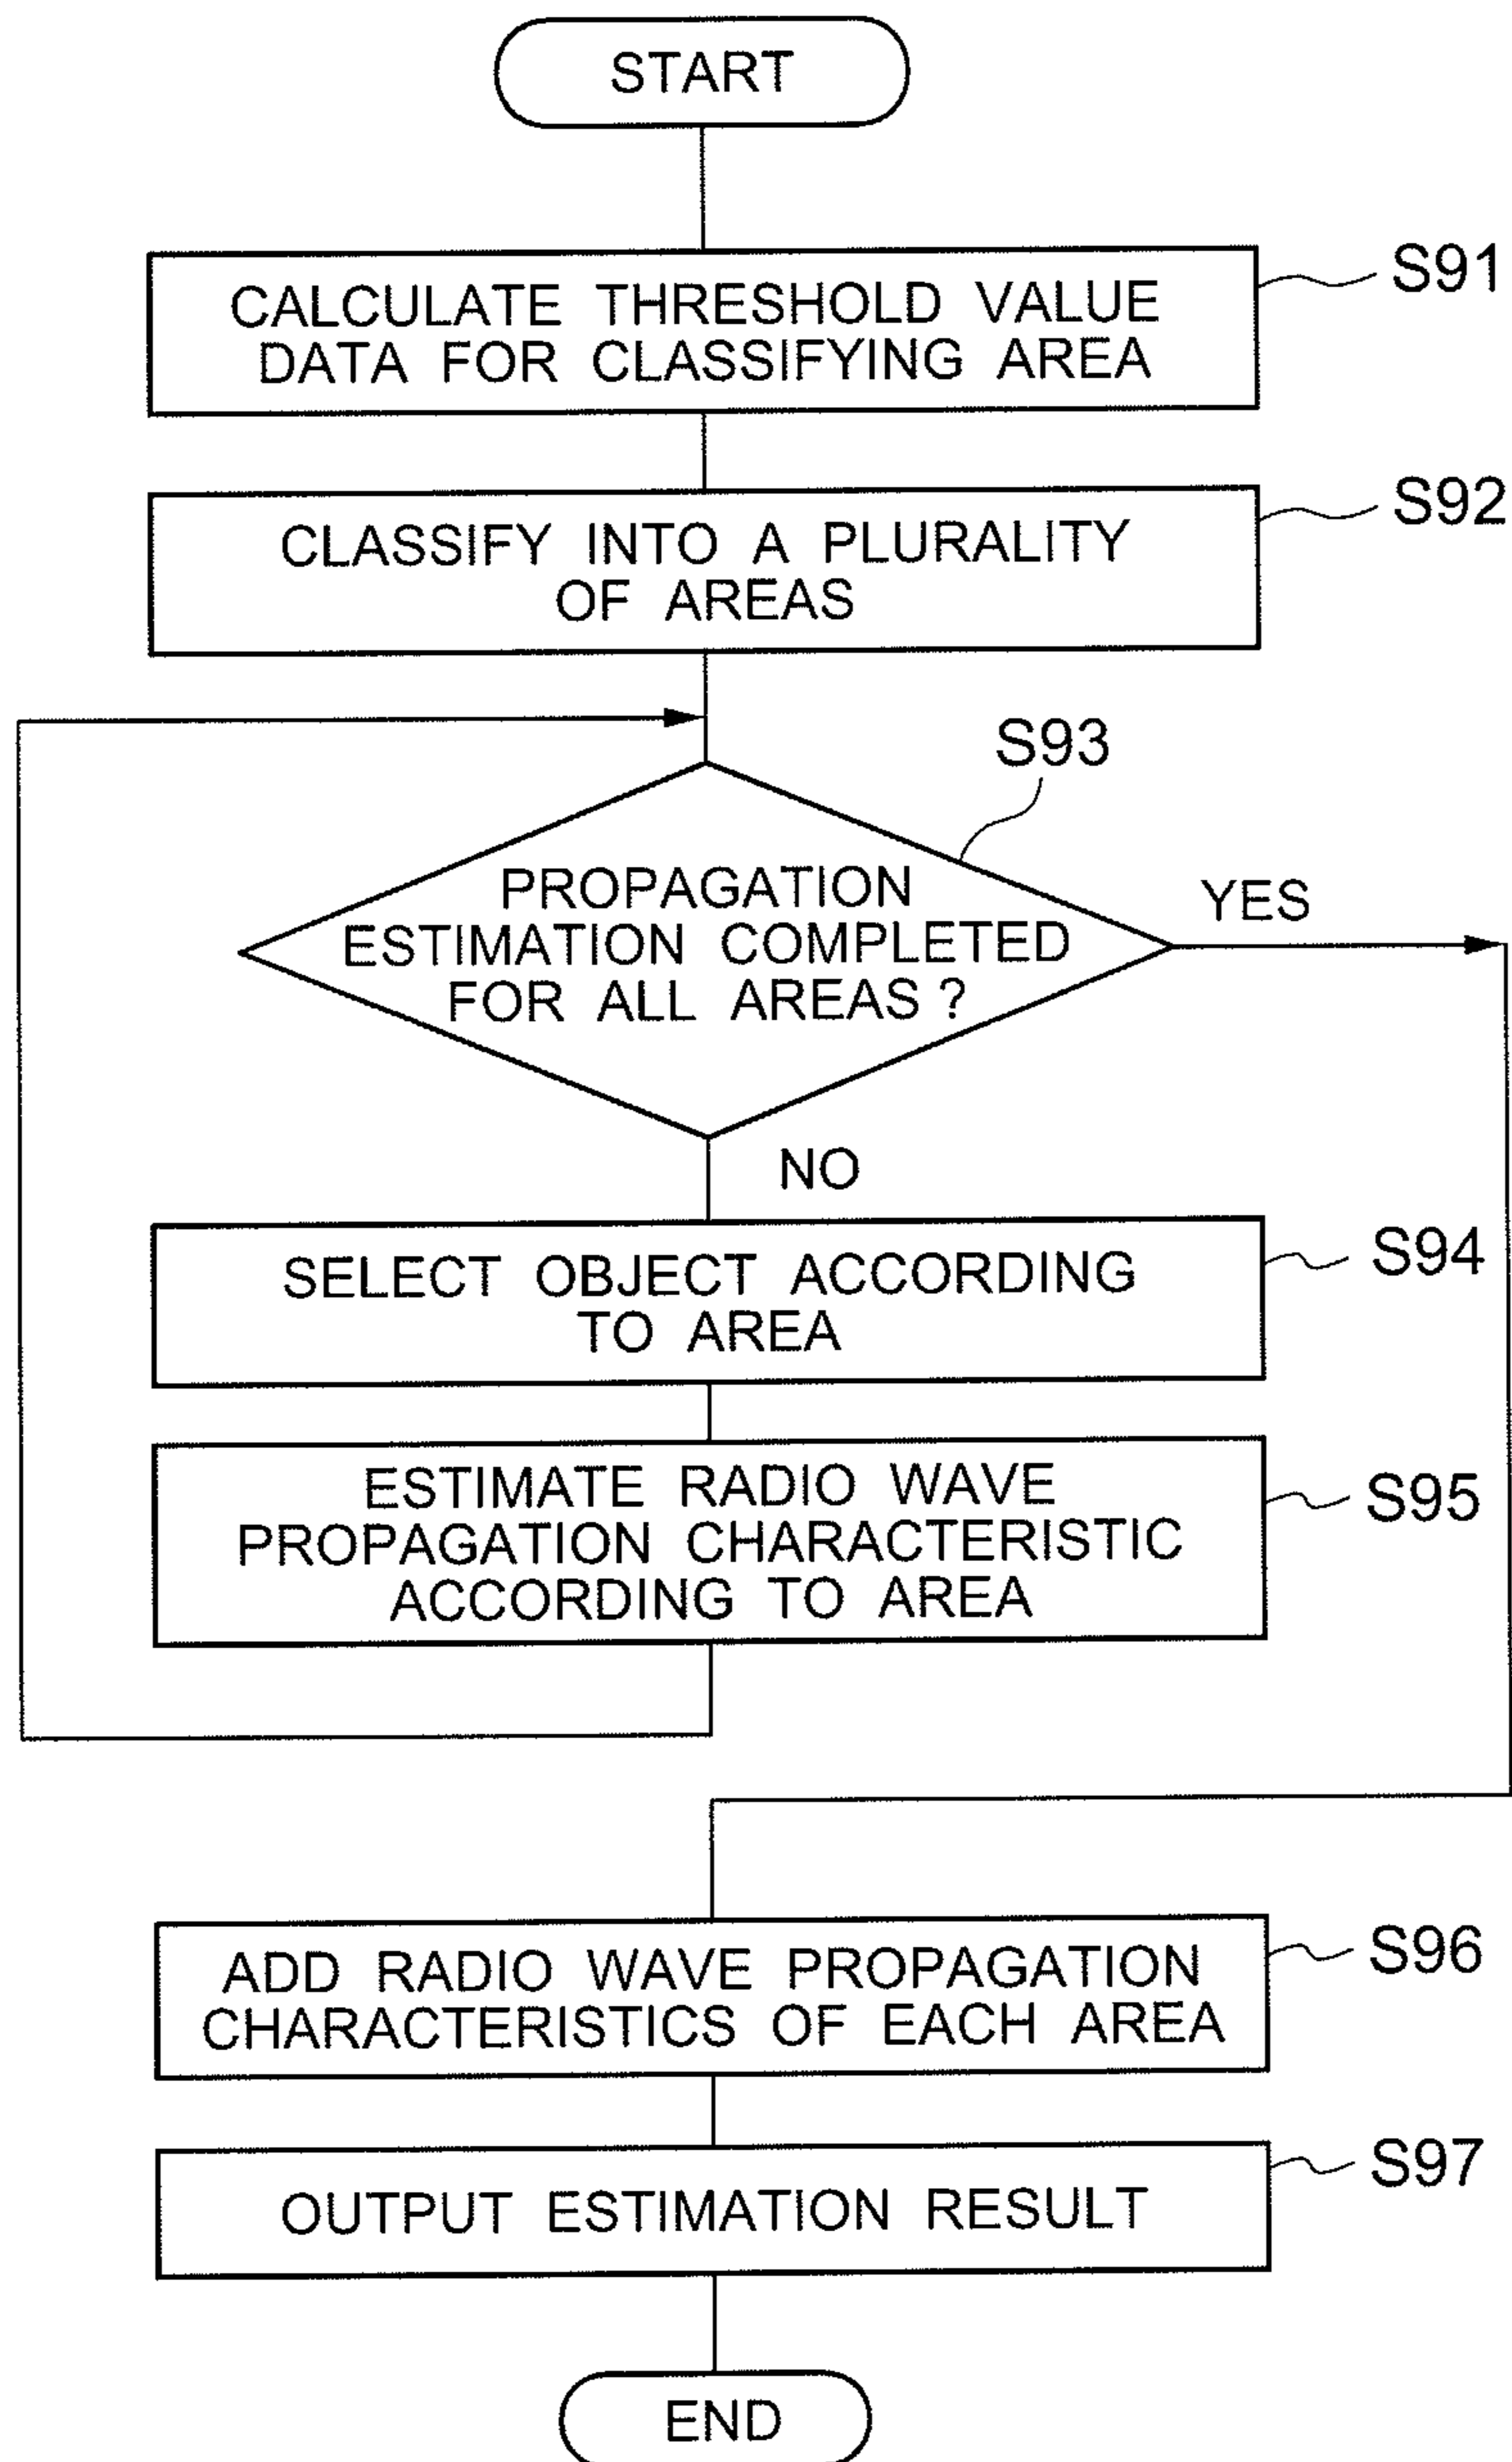 START
S91
CALCULATE THRESHOLD VALUE
DATA FOR CLASSIFYING AREA
S92
CLASSIFY INTO A PLURALITY
OF AREAS
S93
PROPAGATION
ESTIMATION COMPLETED
FOR ALL AREAS ?
YES
NO
S94
SELECT OBJECT ACCORDING
TO AREA
S95
ESTIMATE RADIO WAVE
PROPAGATION CHARACTERISTIC
ACCORDING TO AREA
S96
ADD RADIO WAVE PROPAGATION
CHARACTERISTICS OF EACH AREA
S97
OUTPUT ESTIMATION RESULT
END